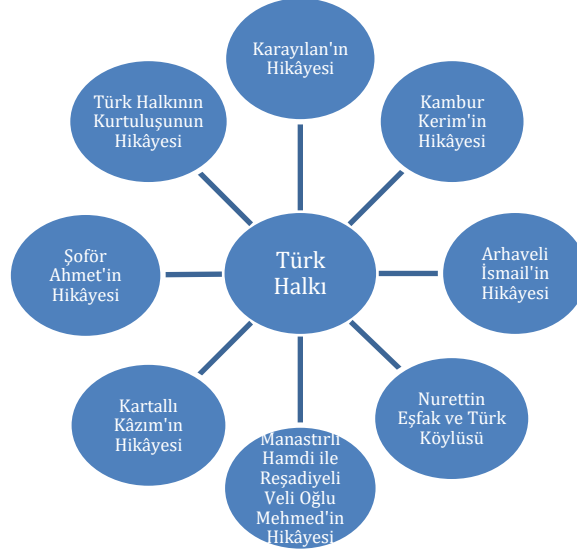 Karayılan'ın
Hikâyesi
Kambur
Kerim'in
Hikâyesi
Arhaveli
İsmail'in
Hikâyesi
Nurettin
Eşfak ve Türk
Köylüsü
Manastırlı
Hamdi ile
Reşadiyeli
Veli Oğlu
Mehmed'in
Hikâyesi
Kartallı
Kâzım'ın
Hikâyesi
Şoför
Ahmet'in
Hikâyesi
Türk Halkının
Kurtuluşunun
Hikâyesi
Türk
Halkı